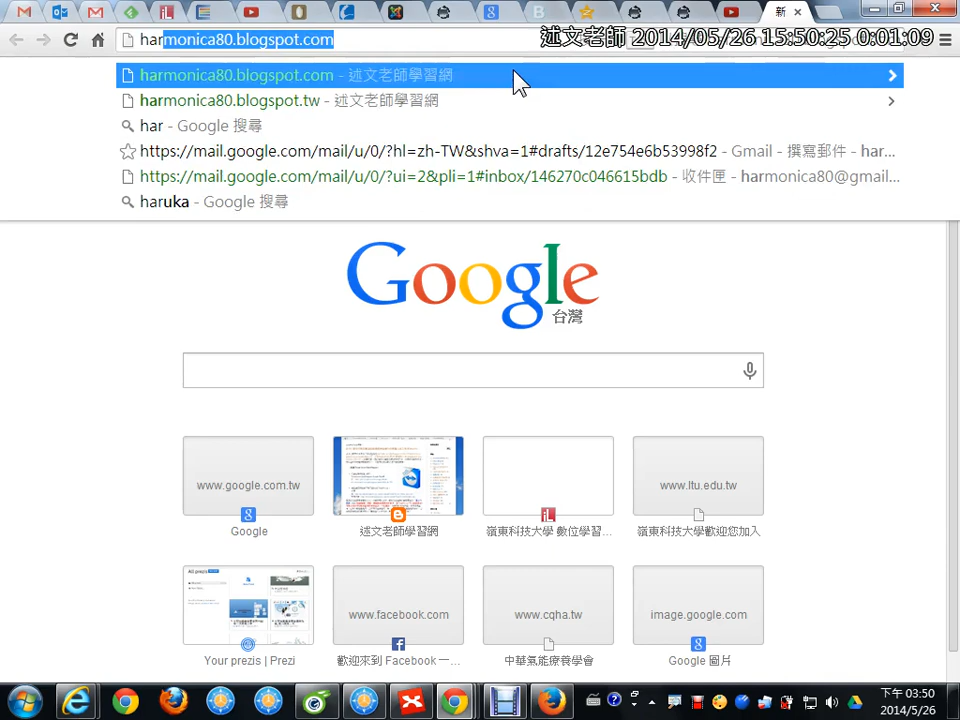 新
harmonica80.blogspot.com
述文老師 2014/05/26 15:50:25 0:01:09
harmonica80.blogspot.com - 述文老師學習網
harmonica80.blogspot.tw - 述文老師學習網
har - Google 搜尋
https://mail.google.com/mail/u/0/?hl=zh-TW&shva=1#drafts/12e754e6b53998f2 - Gmail - 撰寫郵件 - har...
https://mail.google.com/mail/u/0/?ui=2&pli=1#inbox/146270c046615bdb - 收件匣 - harmonica80@gmail...
haruka - Google 搜尋
Google
台灣
www.google.com.tw
www.ltu.edu.tw
Google
述文老師學習網
嶺東科技大學 數位學習...
嶺東科技大學歡迎您加入
All prezis
www.facebook.com
www.cqha.tw
image.google.com
Your prezis | Prezi
歡迎來到 Facebook 一...
中華氣能療養學會
Google 圖片
下午 03:50
2014/5/26